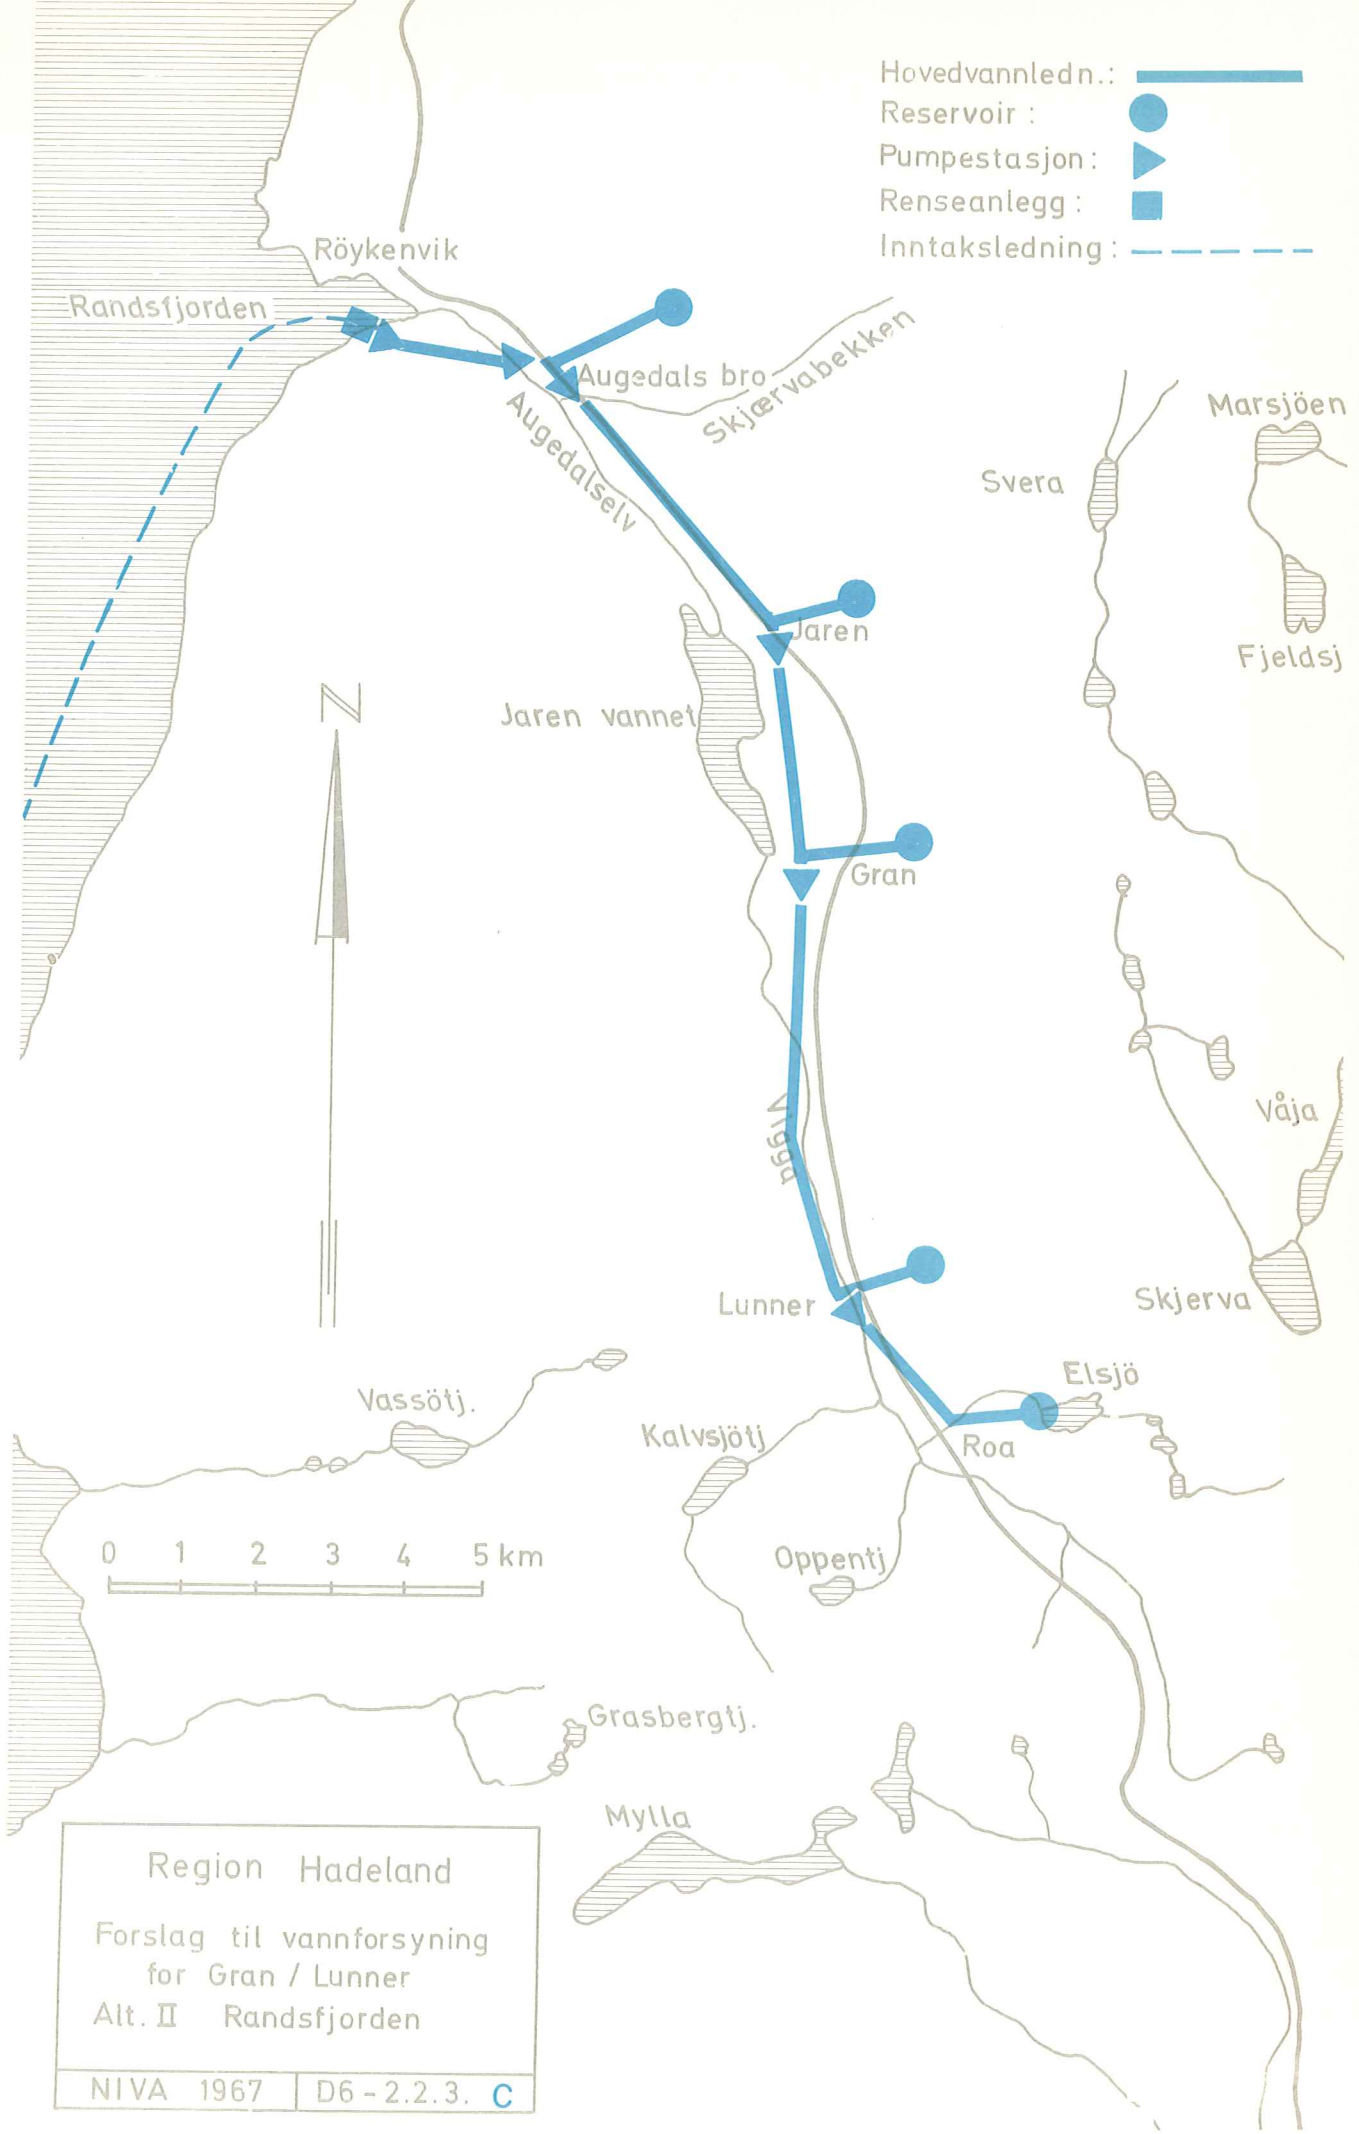 Hovedvannledn.:
Reservoir :
Pumpestasjon :
Renseanlegg :
Inntaksledning :
Röykenvik
Randsfjorden
Augedals bro
Skjærvabekken
Augedalselv
Marsjöen
Svera
Jaren
Fjeldsj
N
Jaren vannet
Gran
Våja
Vigga
Lunner
Skjerva
Elsjö
Vassötj.
Kalvsjötj
Roa
0 1 2 3 4 5 km
Oppentj
Grasbergtj.
Mylla
Region Hadeland
Forslag til vannforsyning
for Gran / Lunner
Alt. II Randsfjorden
NIVA 1967 D6 - 2.2.3. C